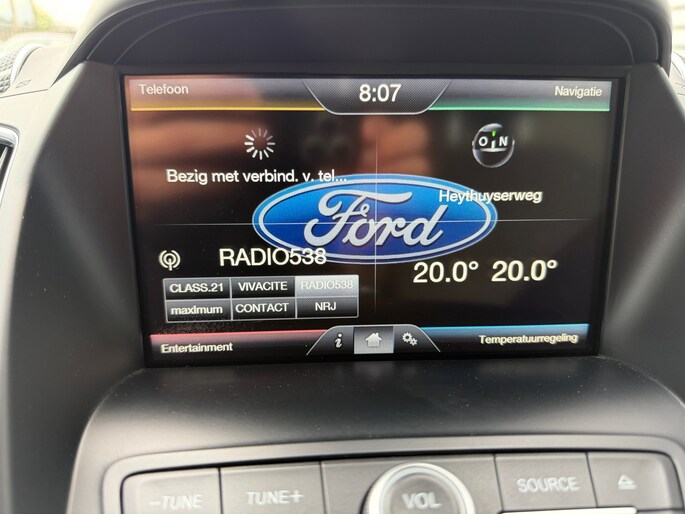 Telefoon 8:07 Navigatie
Bezig met verbind. v. tel...
O N
Heythuyserweg
Ford
RADIO538
20.0° 20.0°
CLASS.21 VIVACITE RADIO538
maxImum CONTACT NRJ
Entertainment i Temperatuurregeling
-TUNE TUNE+ VOL SOURCE